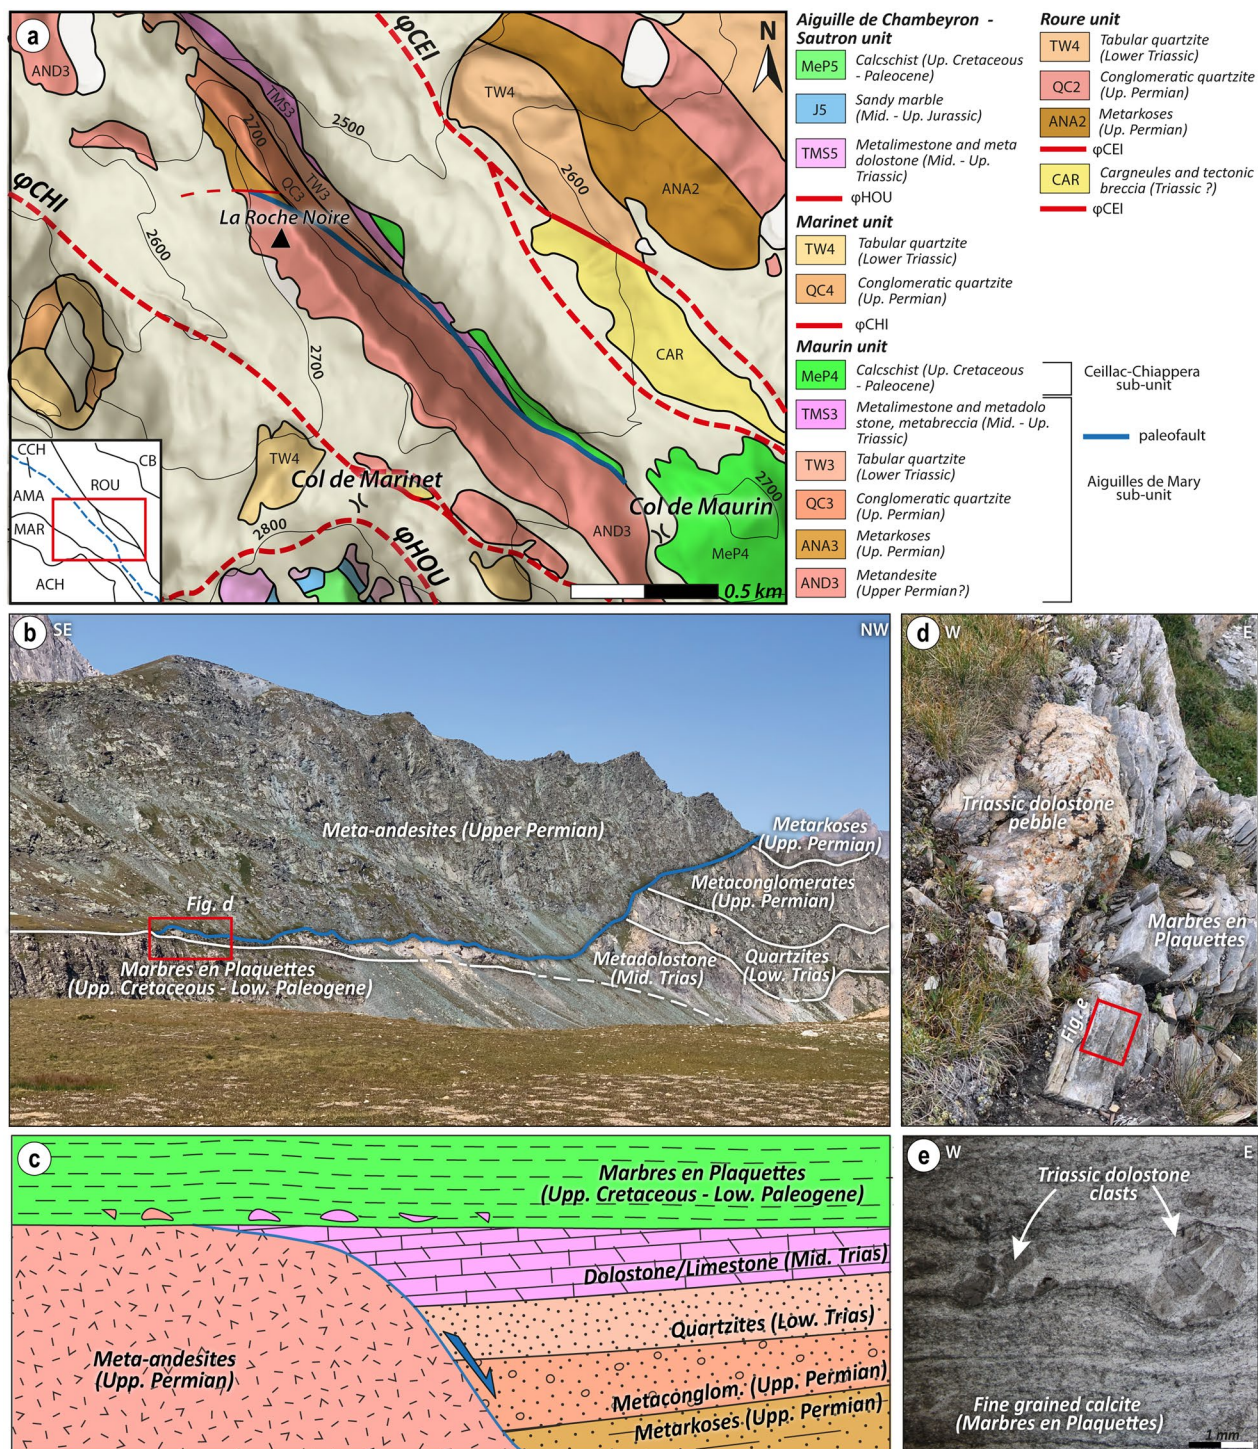 a
N
AND3
TMS3
2700
2500
φCEI
TW4
2600
ANA2
φCHI
QC3
TW3
La Roche Noire
2600
2700
CAR
TW4
Col de Marinet
2800
φHOU
AND3
Col de Maurin
2700
MeP4
0.5 km
CCH
CB
ROU
AMA
MAR
ACH
Aiguille de Chambeyron -
Sautron unit
MeP5
Calcschist (Up. Cretaceous
- Paleocene)
J5
Sandy marble
(Mid. - Up. Jurassic)
TMS5
Metalimestone and meta
dolostone (Mid. - Up.
Triassic)
φHOU
Marinet unit
TW4
Tabular quartzite
(Lower Triassic)
QC4
Conglomeratic quartzite
(Up. Permian)
φCHI
Maurin unit
MeP4
Calcschist (Up. Cretaceous
- Paleocene)
TMS3
Metalimestone and metadolo
stone, metabreccia (Mid. - Up.
Triassic)
TW3
Tabular quartzite
(Lower Triassic)
QC3
Conglomeratic quartzite
(Up. Permian)
ANA3
Metarkoses
(Up. Permian)
AND3
Metandesite
(Upper Permian?)
Ceillac-Chiappera
sub-unit
paleofault
Aiguilles de Mary
sub-unit
Roure unit
TW4
Tabular quartzite
(Lower Triassic)
QC2
Conglomeratic quartzite
(Up. Permian)
ANA2
Metarkoses
(Up. Permian)
φCEI
CAR
Cargneules and tectonic
breccia (Triassic ?)
φCEI
b
SE
NW
Meta-andesites (Upper Permian)
Metarkoses
(Upp. Permian)
Metaconglomerates
(Upp. Permian)
Fig. d
Marbres en Plaquettes
(Upp. Cretaceous - Low. Paleogene)
Metadolostone
(Mid. Trias)
Quartzites
(Low. Trias)
d
W
E
Triassic dolostone
pebble
Marbres en
Plaquettes
Fig. e
c
Marbres en Plaquettes
(Upp. Cretaceous - Low. Paleogene)
Dolostone/Limestone (Mid. Trias)
Quartzites (Low. Trias)
Meta-andesites
(Upp. Permian)
Metaconglom. (Upp. Permian)
Metarkoses (Upp. Permian)
e
W
E
Triassic dolostone
clasts
Fine grained calcite
(Marbres en Plaquettes)
1 mm